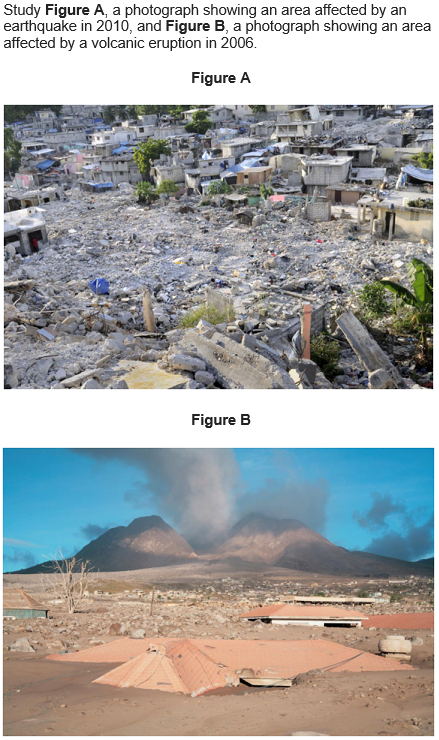 Study Figure A, a photograph showing an area affected by an
earthquake in 2010, and Figure B, a photograph showing an area
affected by a volcanic eruption in 2006.
Figure A
Figure B